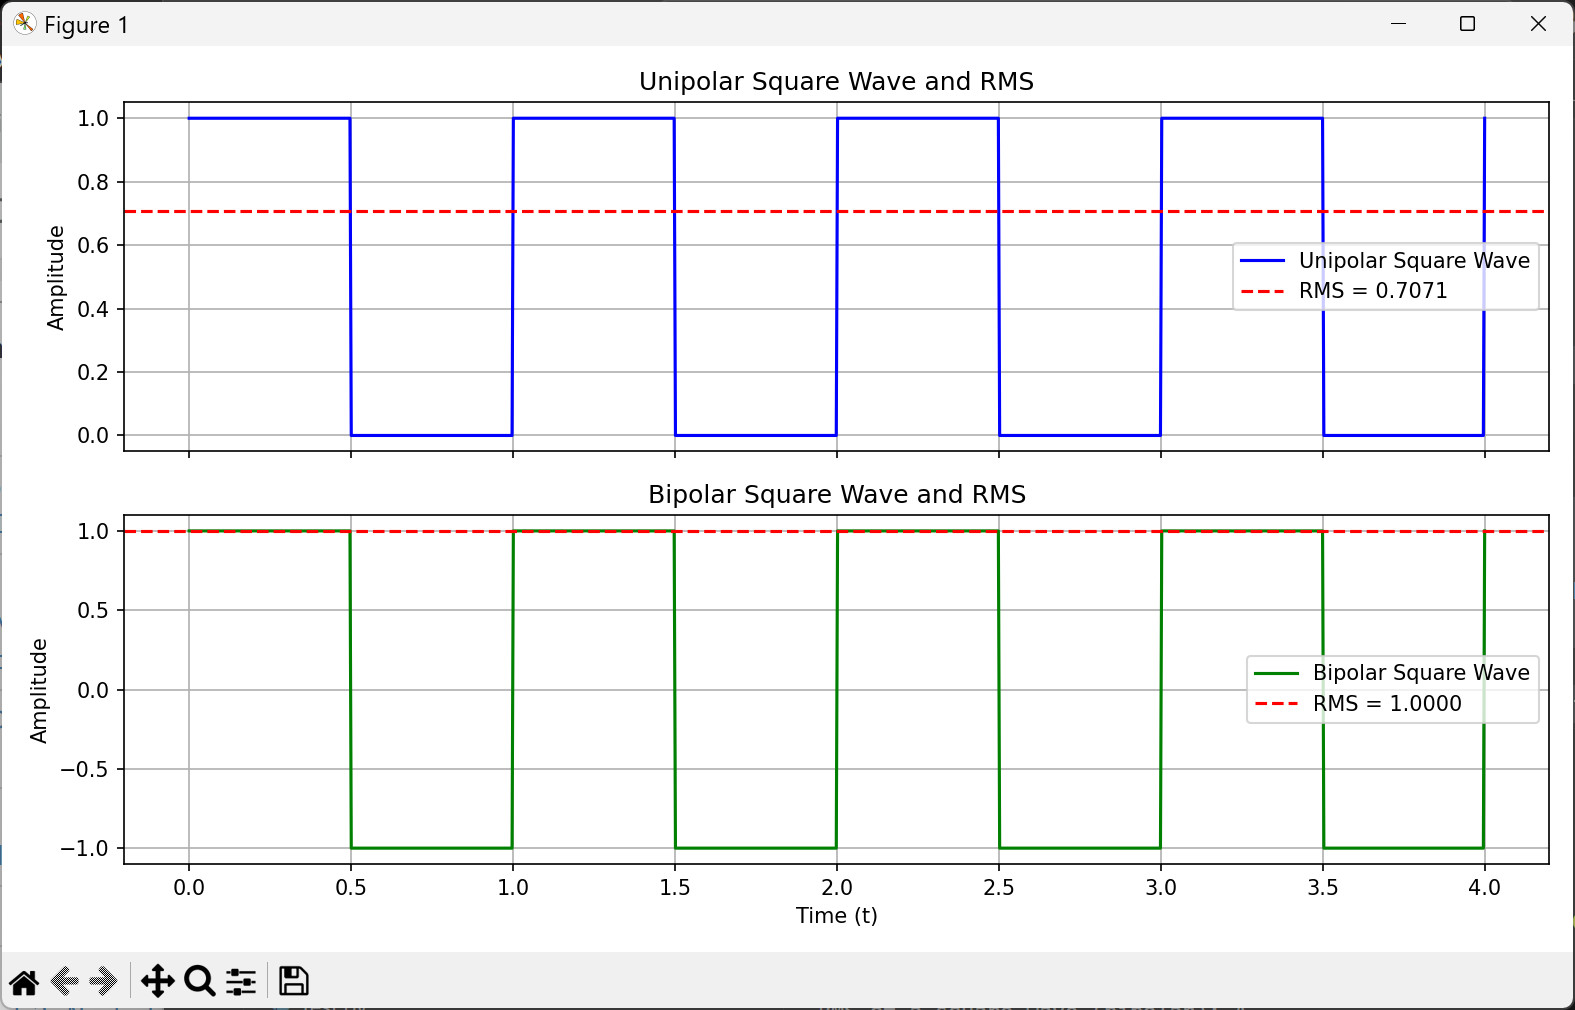 Figure 1
Unipolar Square Wave and RMS
1.0
0.8
0.6
0.4
0.2
0.0
Amplitude
Unipolar Square Wave
RMS = 0.7071
Bipolar Square Wave and RMS
1.0
0.5
0.0
−0.5
−1.0
Amplitude
Bipolar Square Wave
RMS = 1.0000
0.0 0.5 1.0 1.5 2.0 2.5 3.0 3.5 4.0
Time (t)